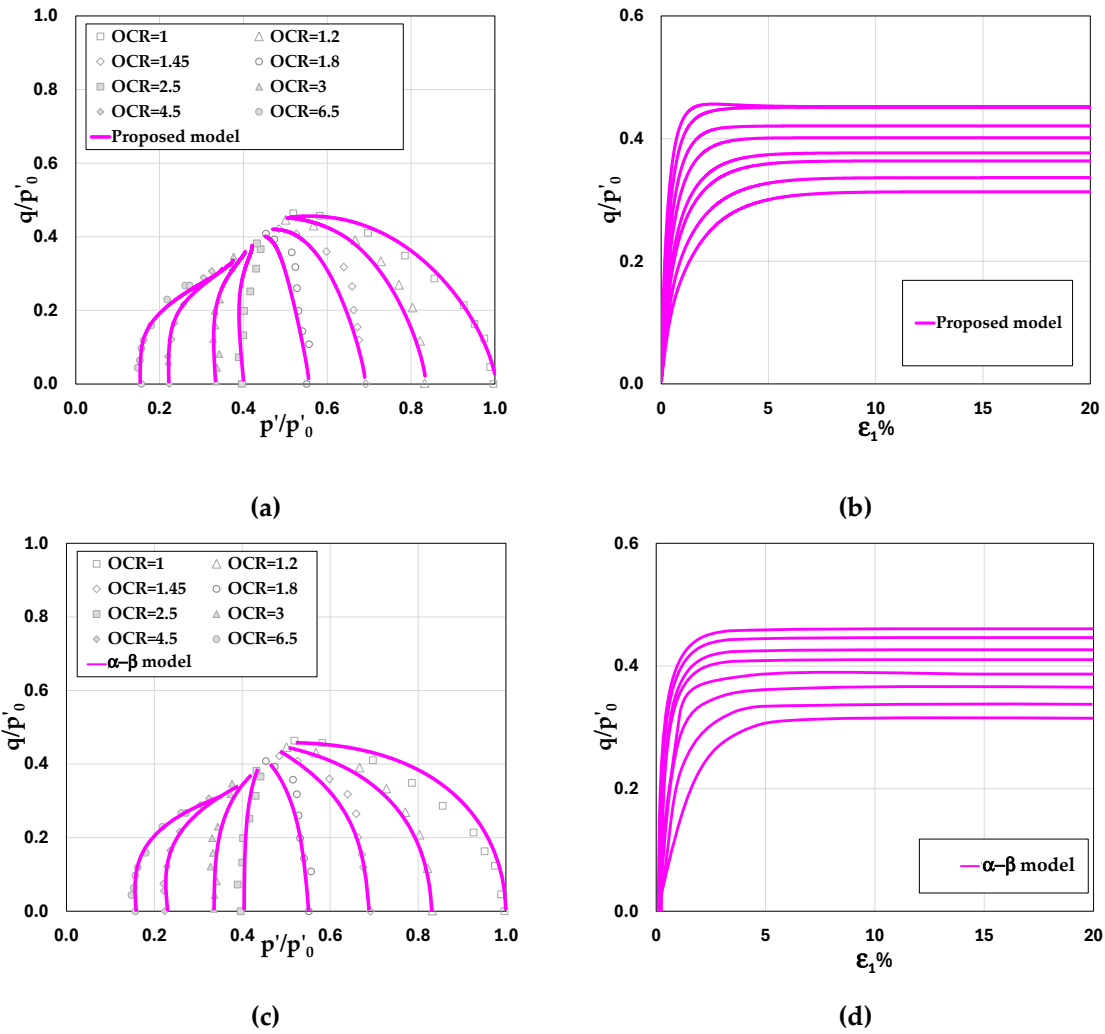 1.0
OCR=1 OCR=1.2
OCR=1.45 OCR=1.8
OCR=2.5 OCR=3
OCR=4.5 OCR=6.5
Proposed model
0.8
0.6
0.4
0.2
0.0
q/p'0
0.0 0.2 0.4 0.6 0.8 1.0
p'/p'0
(a)
0.6
0.4
0.2
0.0
q/p'0
Proposed model
0 5 10 15 20
ε1%
(b)
1.0
OCR=1 OCR=1.2
OCR=1.45 OCR=1.8
OCR=2.5 OCR=3
OCR=4.5 OCR=6.5
α–β model
0.8
0.6
0.4
0.2
0.0
q/p'0
0.0 0.2 0.4 0.6 0.8 1.0
p'/p'0
(c)
0.6
0.4
0.2
0.0
q/p'0
α–β model
0 5 10 15 20
ε1%
(d)